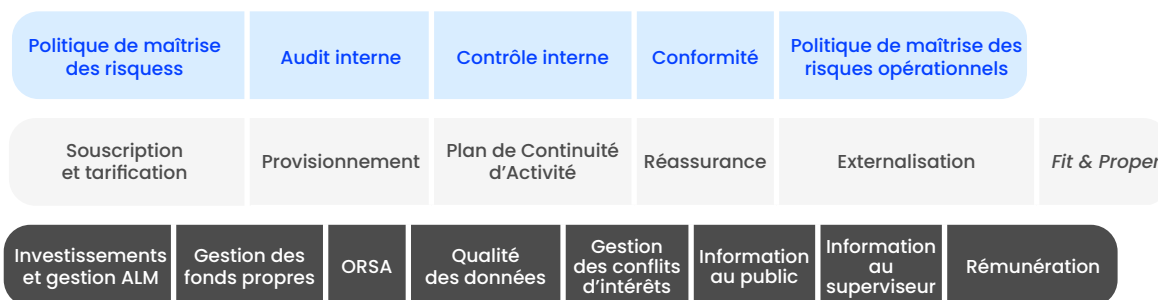 Politique de maîtrise
des risquess
Audit interne
Contrôle interne
Conformité
Politique de maîtrise des
risques opérationnels
Souscription
et tarification
Provisionnement
Plan de Continuité
d'Activité
Réassurance
Externalisation
Fit & Proper
Investissements
et gestion ALM
Gestion des
fonds propres
ORSA
Qualité
des données
Gestion
des conflits
d'intérêts
Information
au public
Information
au
superviseur
Rémunération